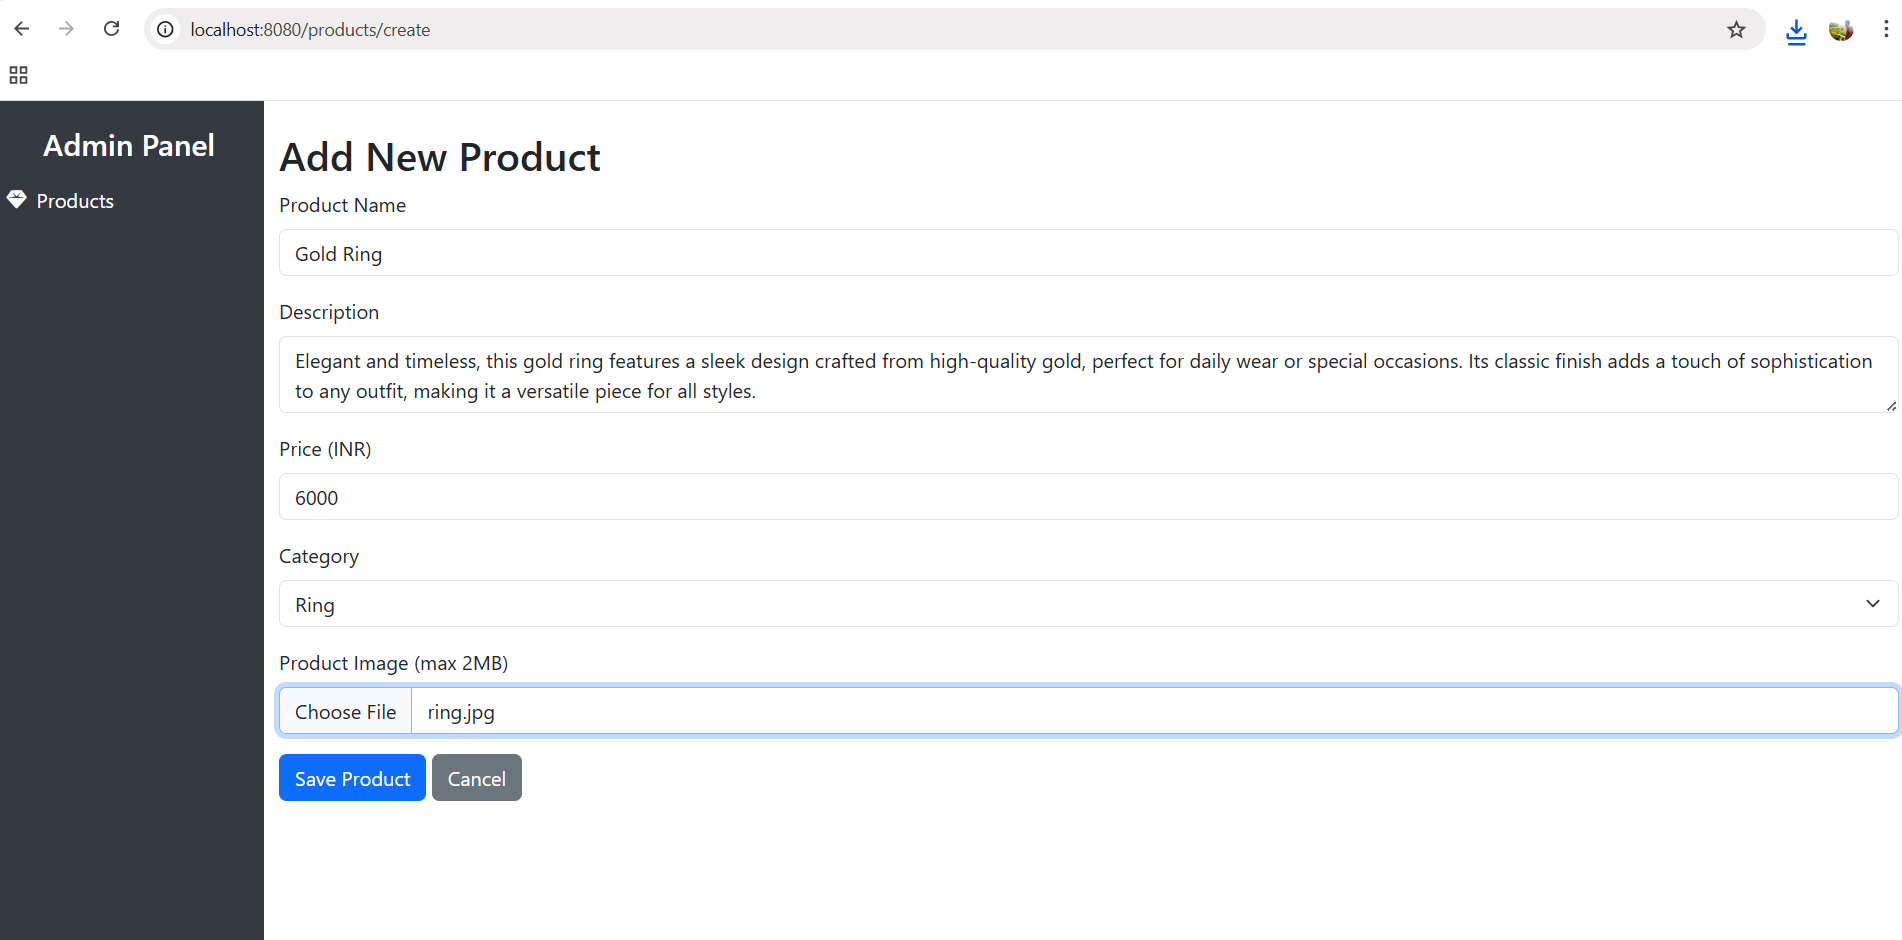 localhost:8080/products/create
Admin Panel
Products
Add New Product
Product Name
Gold Ring
Description
Elegant and timeless, this gold ring features a sleek design crafted from high-quality gold, perfect for daily wear or special occasions. Its classic finish adds a touch of sophistication
to any outfit, making it a versatile piece for all styles.
Price (INR)
6000
Category
Ring
Product Image (max 2MB)
Choose File ring.jpg
Save Product Cancel